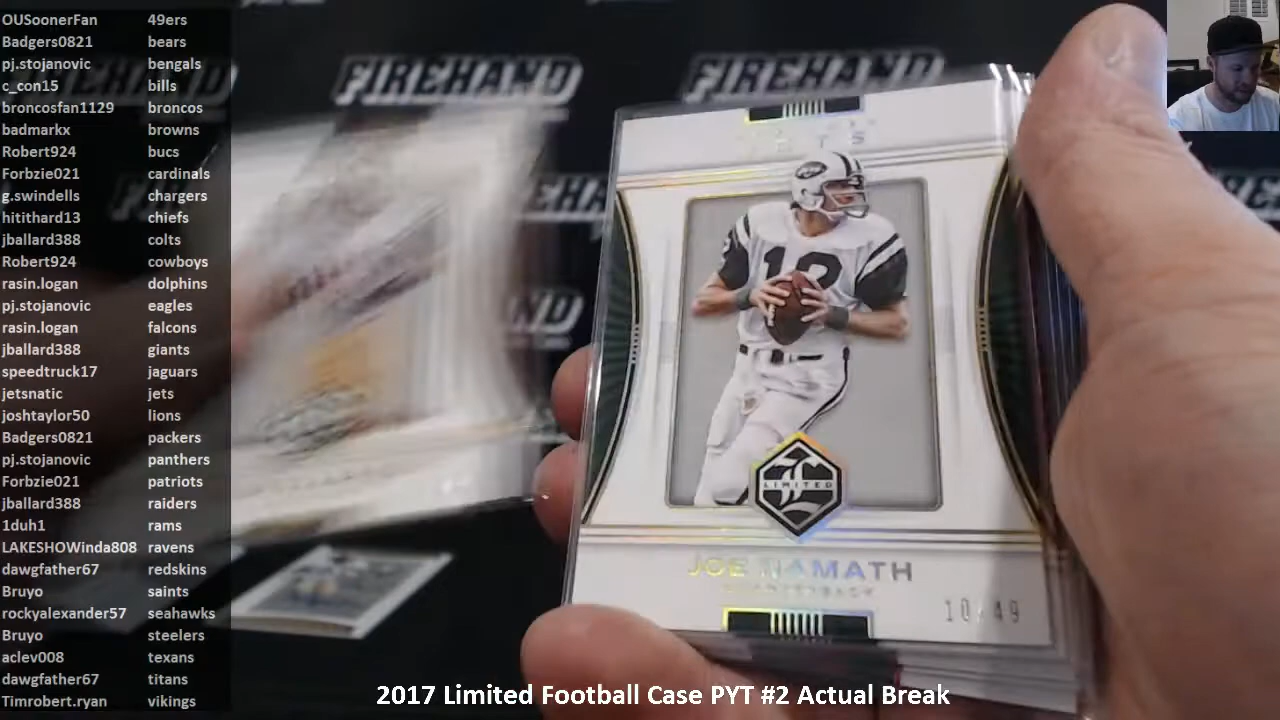 OUSoonerFan 49ers
Badgers0821 bears
pj.stojanovic bengals
c_con15 bills
broncosfan1129 broncos
badmarkx browns
Robert924 bucs
Forbzie021 cardinals
g.swindells chargers
hitithard13 chiefs
jballard388 colts
Robert924 cowboys
rasin.logan dolphins
pj.stojanovic eagles
rasin.logan falcons
jballard388 giants
speedtruck17 jaguars
jetsnatic jets
joshtaylor50 lions
Badgers0821 packers
pj.stojanovic panthers
Forbzie021 patriots
jballard388 raiders
1duh1 rams
LAKESHOWinda808 ravens
dawgfather67 redskins
Bruyo saints
rockyalexander57 seahawks
Bruyo steelers
aclev008 texans
dawgfather67 titans
Timrobert.ryan vikings
FIREHAND
FIREHAND
FIREHAND
12
LIMITED
JOE NAMATH
QUARTERBACK
10/49
2017 Limited Football Case PYT #2 Actual Break